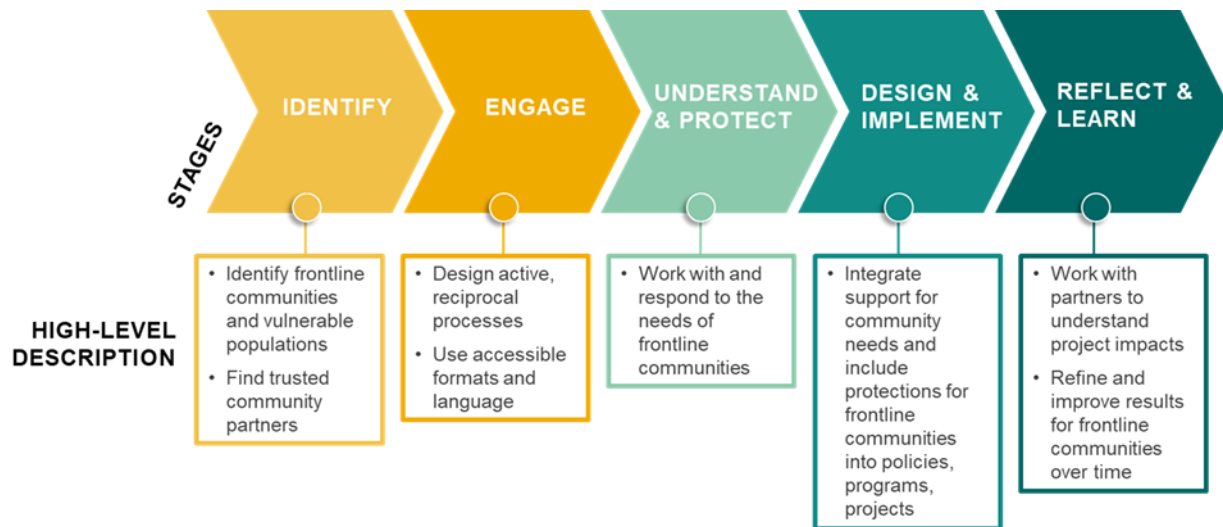 STAGES
IDENTIFY
ENGAGE
UNDERSTAND
& PROTECT
DESIGN &
IMPLEMENT
REFLECT &
LEARN
HIGH-LEVEL
DESCRIPTION
• Identify frontline
communities
and vulnerable
populations
• Find trusted
community
partners
• Design active,
reciprocal
processes
• Use accessible
formats and
language
• Work with and
respond to the
needs of
frontline
communities
• Integrate
support for
community
needs and
include
protections for
frontline
communities
into policies,
programs,
projects
• Work with
partners to
understand
project impacts
• Refine and
improve results
for frontline
communities
over time